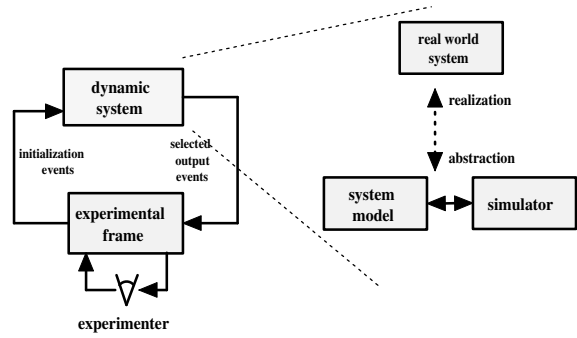 real world
system
dynamic
system
realization
selected
output
events
initialization
events
abstraction
system
model
simulator
experimental
frame
experimenter